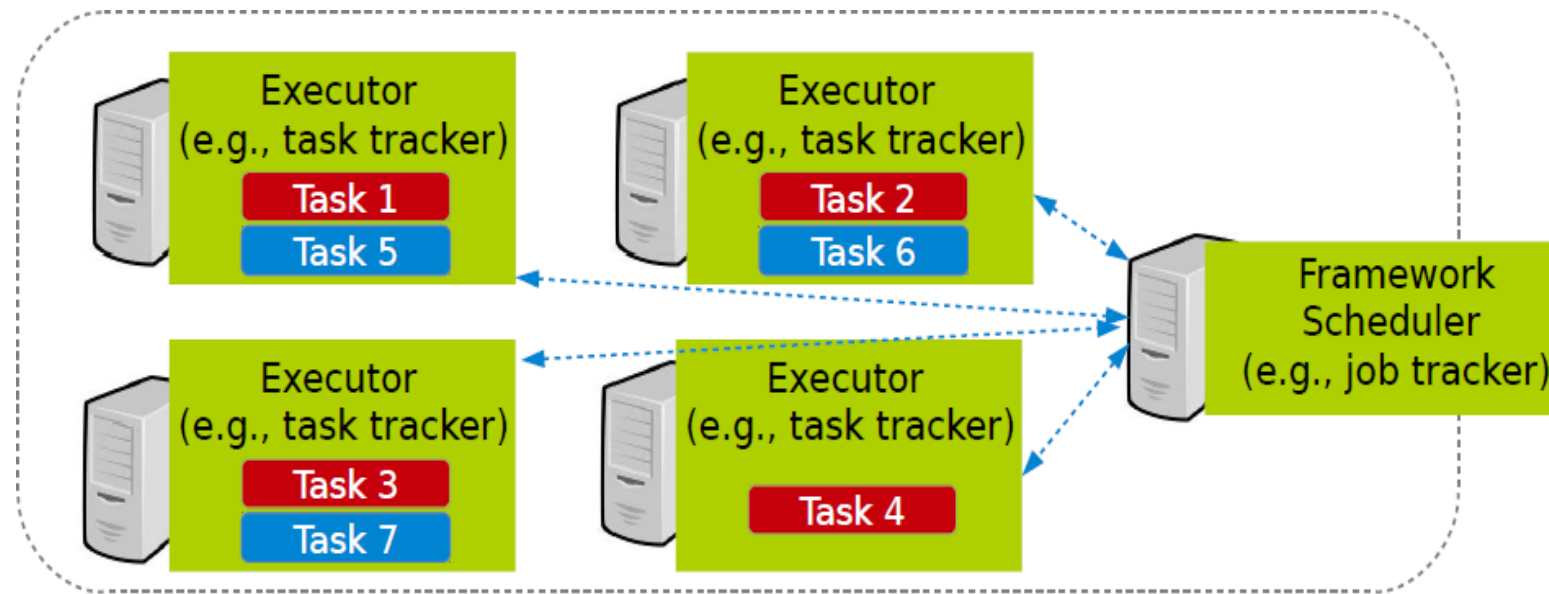 Executor
(e.g., task tracker)
Task 1
Task 5
Executor
(e.g., task tracker)
Task 2
Task 6
Framework
Scheduler
(e.g., job tracker)
Executor
(e.g., task tracker)
Task 3
Task 7
Executor
(e.g., task tracker)
Task 4